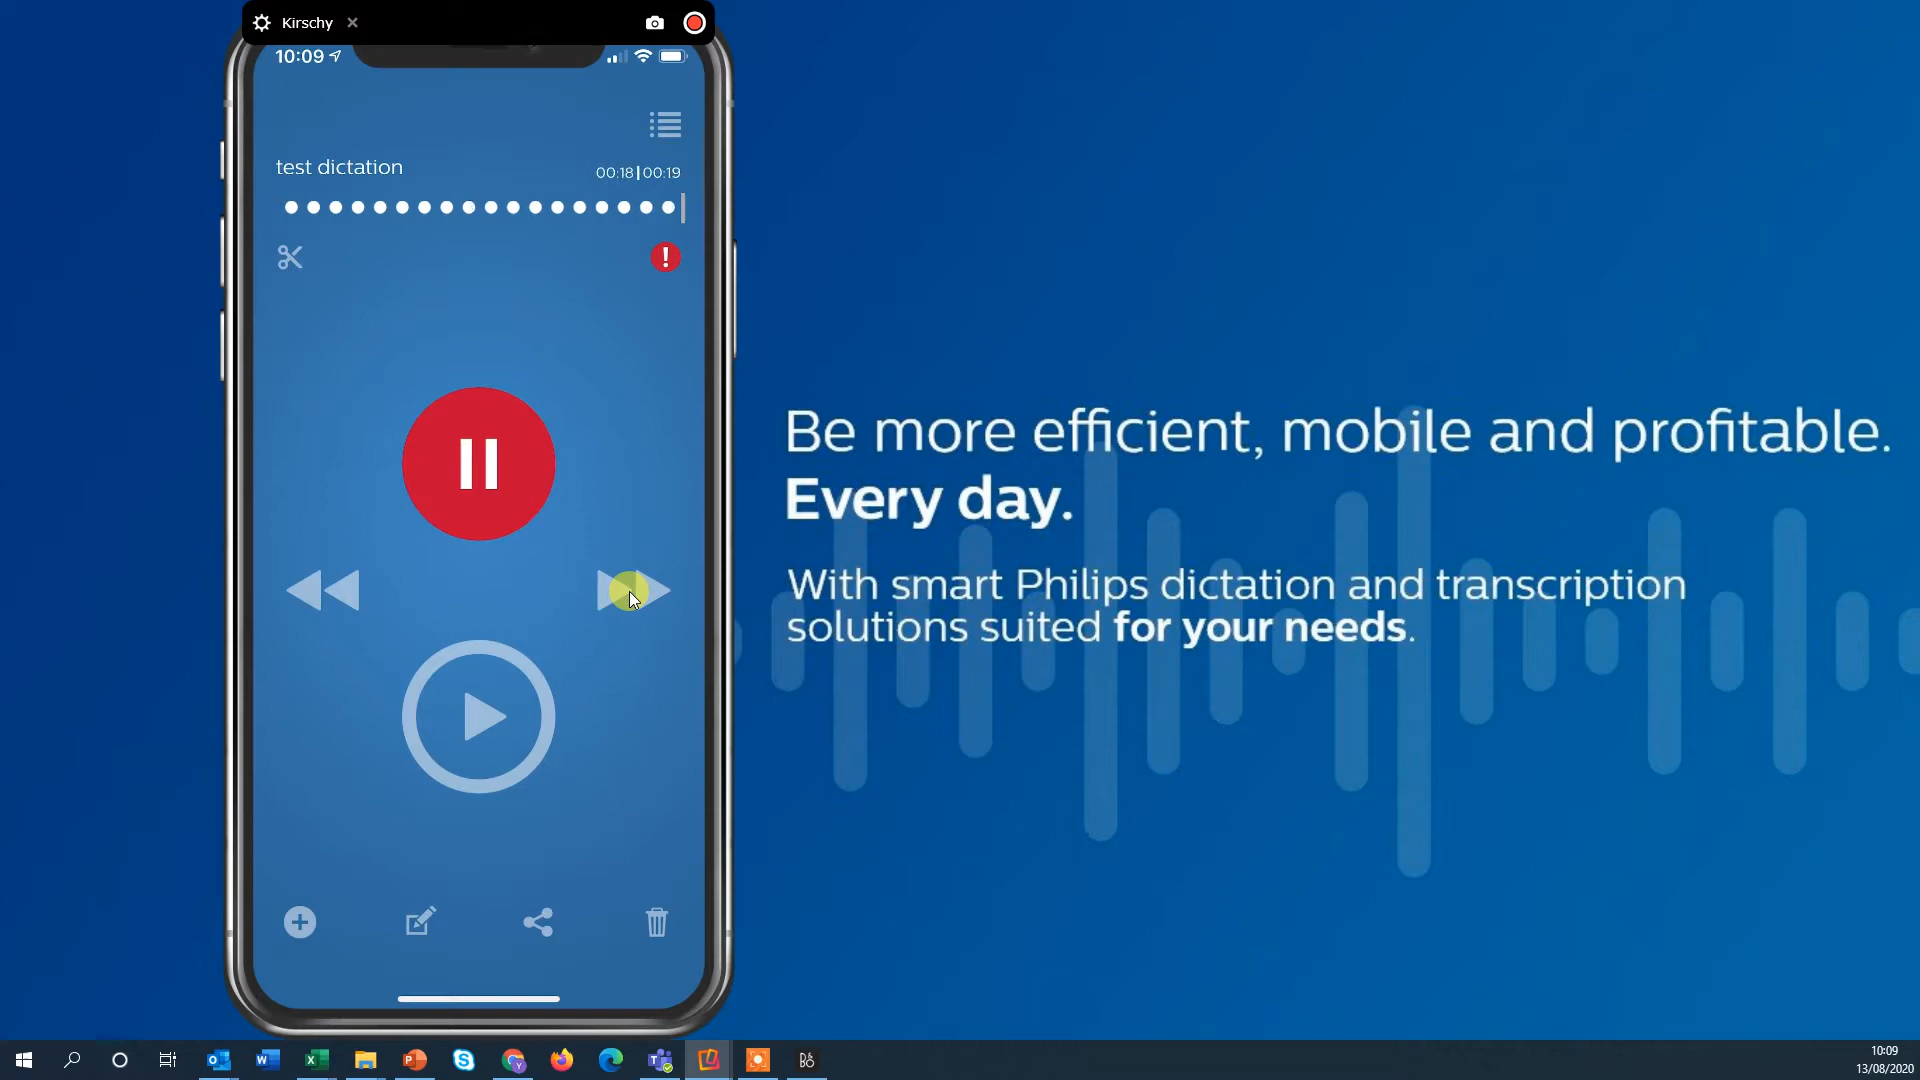 Kirschy
10:09
test dictation
00:18|00:19
Be more efficient, mobile and profitable.
Every day.
With smart Philips dictation and transcription
solutions suited for your needs.
10:09
13/08/2020